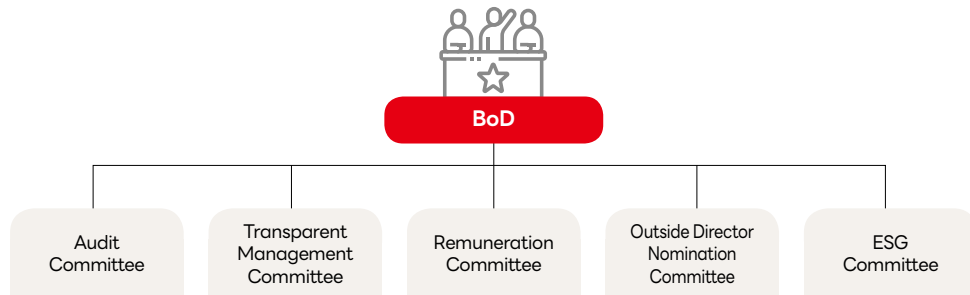 BoD
Audit
Committee
Transparent
Management
Committee
Remuneration
Committee
Outside Director
Nomination
Committee
ESG
Committee